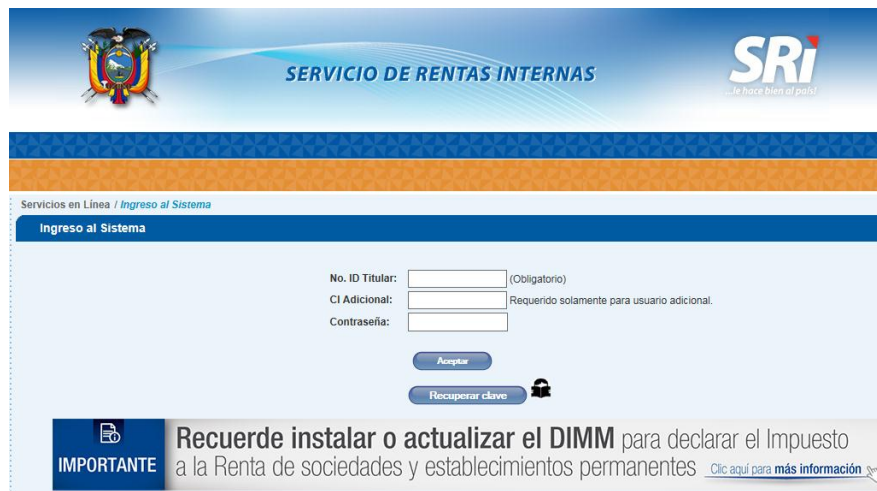 SERVICIO DE RENTAS INTERNAS
SRi
...le hace bien al país!
Servicios en Línea / Ingreso al Sistema
Ingreso al Sistema
No. ID Titular: (Obligatorio)
CI Adicional: Requerido solamente para usuario adicional.
Contraseña:
Aceptar
Recuperar clave
IMPORTANTE
Recuerde instalar o actualizar el DIMM para declarar el Impuesto
a la Renta de sociedades y establecimientos permanentes Clic aquí para más información